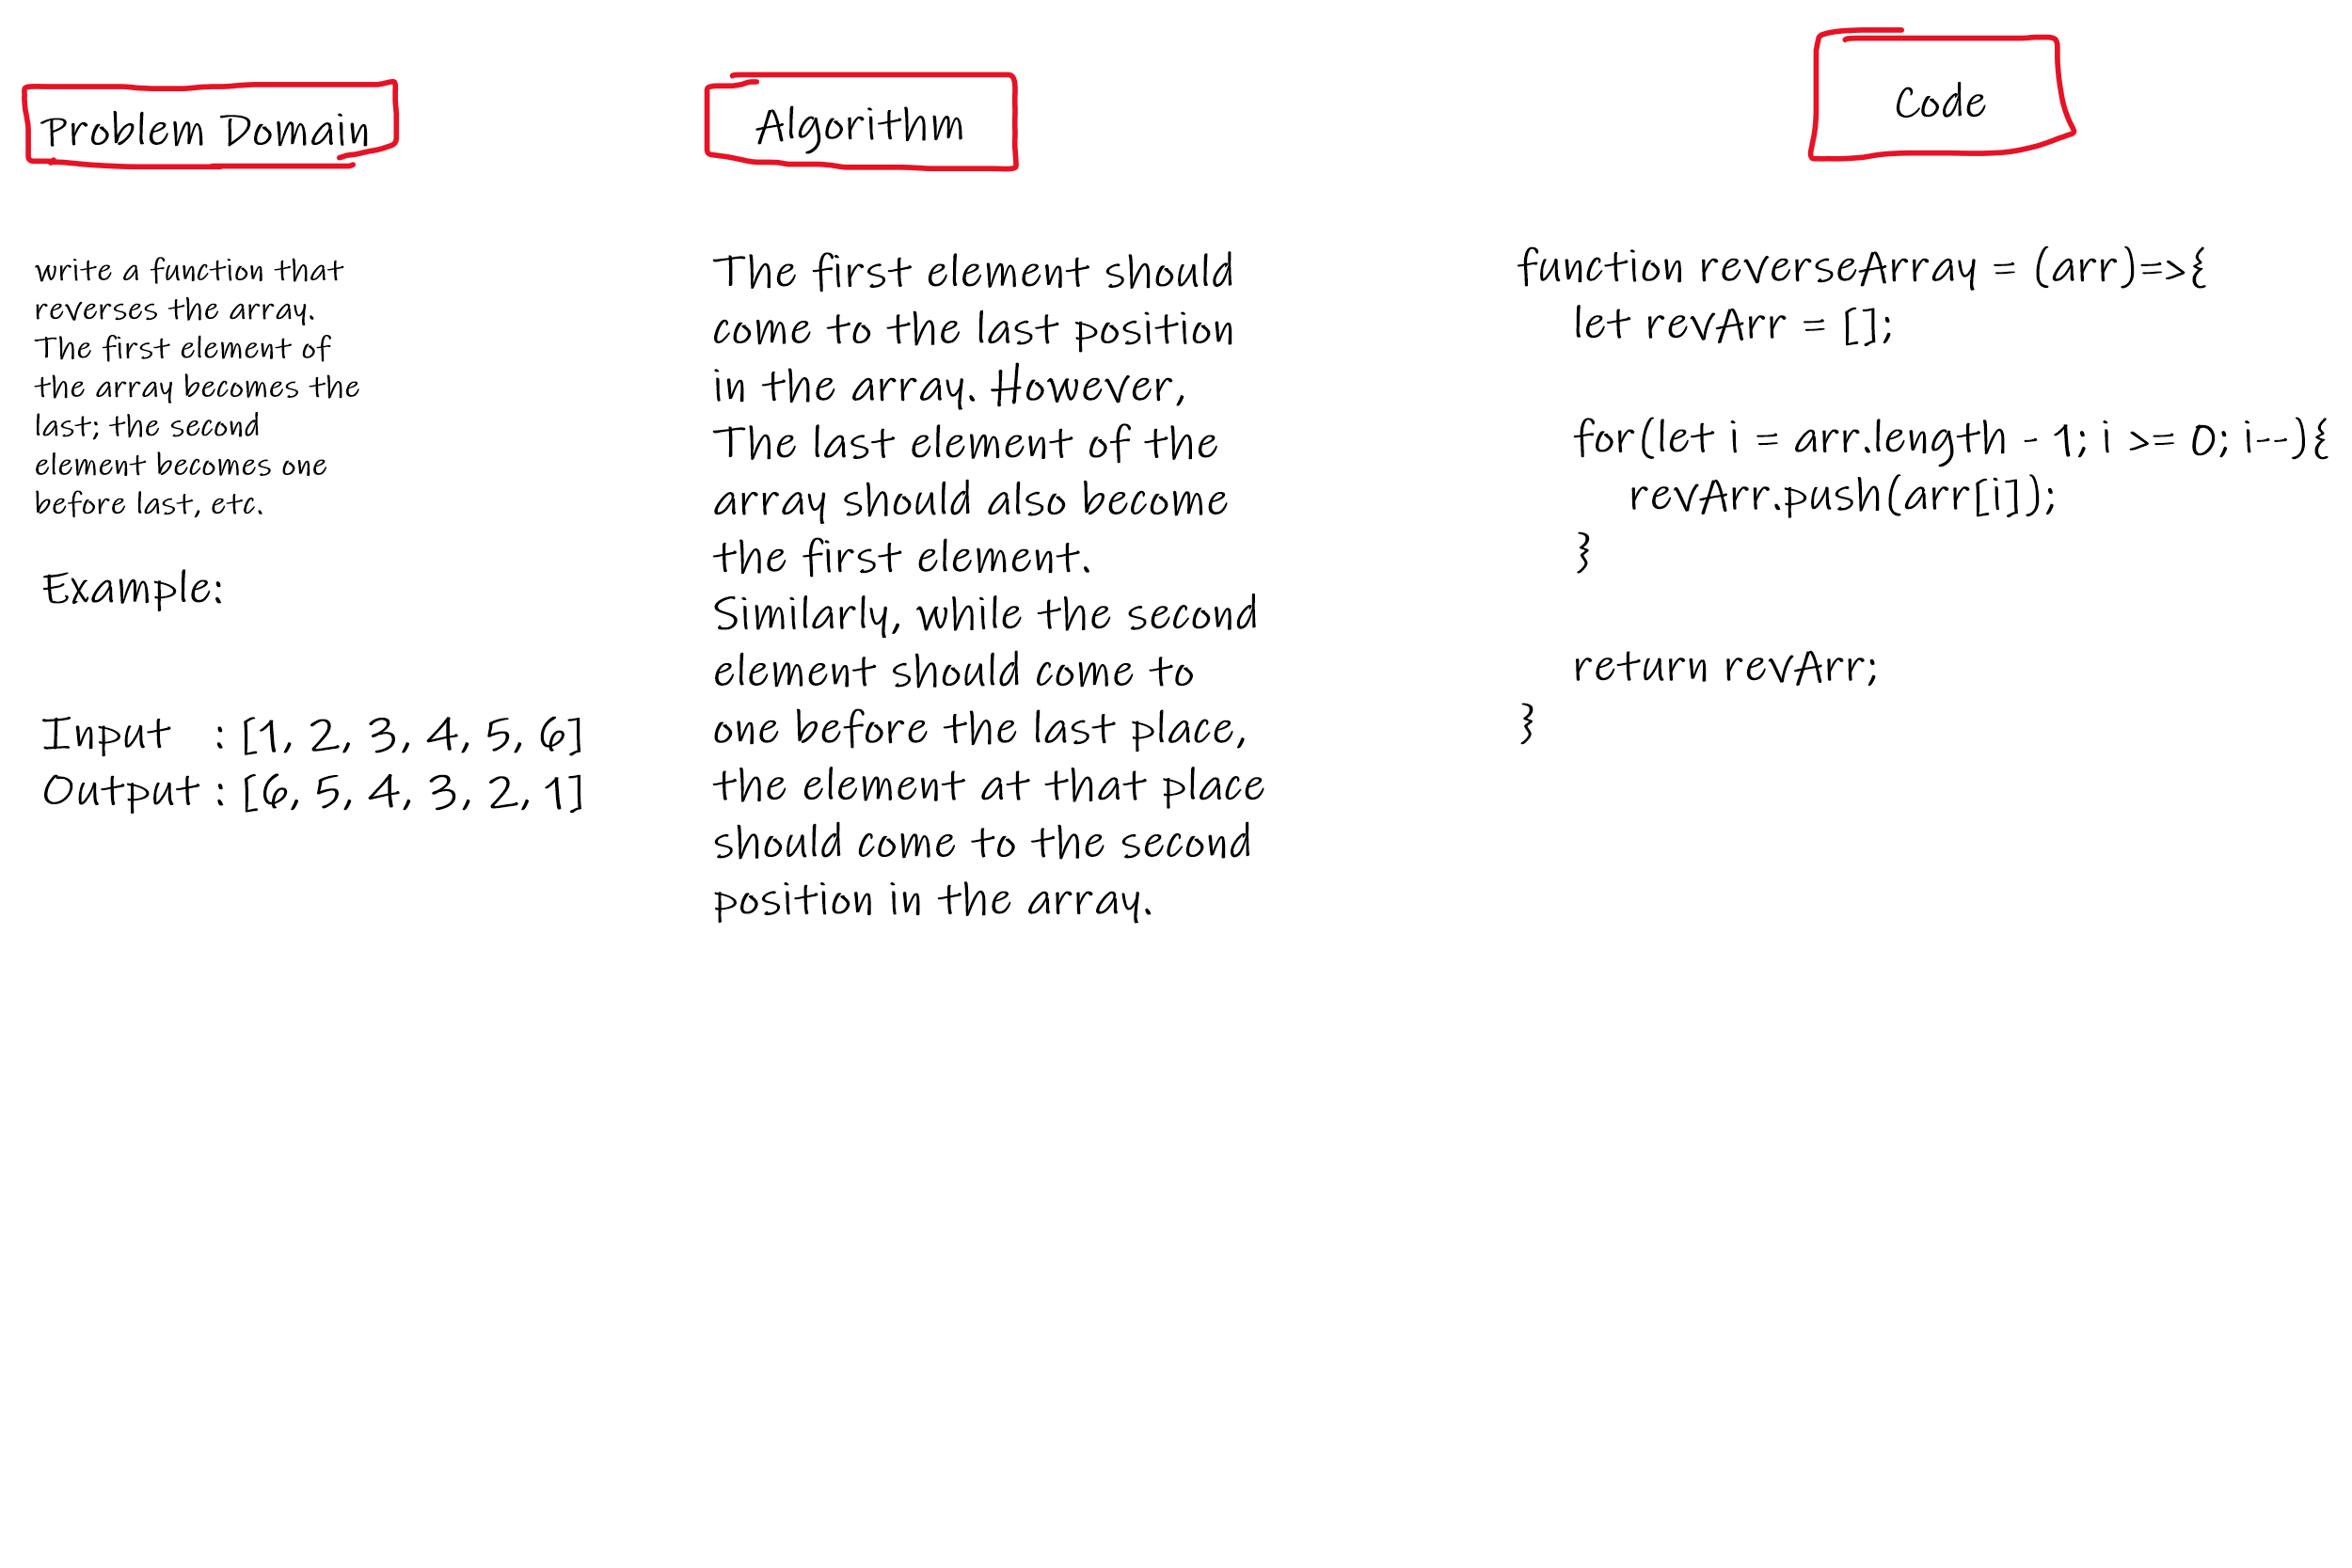 Problem Domain
write a function that
reverses the array.
The first element of
the array becomes the
last; the second
element becomes one
before last, etc.
Example:
Input : [1, 2, 3, 4, 5, 6]
Output : [6, 5, 4, 3, 2, 1]
Algorithm
The first element should
come to the last position
in the array. However,
The last element of the
array should also become
the first element.
Similarly, while the second
element should come to
one before the last place,
the element at that place
should come to the second
position in the array.
Code
function reverseArray = (arr)=>{
let revArr = [];
for(let i = arr.length - 1; i >= 0; i--){
revArr.push(arr[i]);
}
return revArr;
}